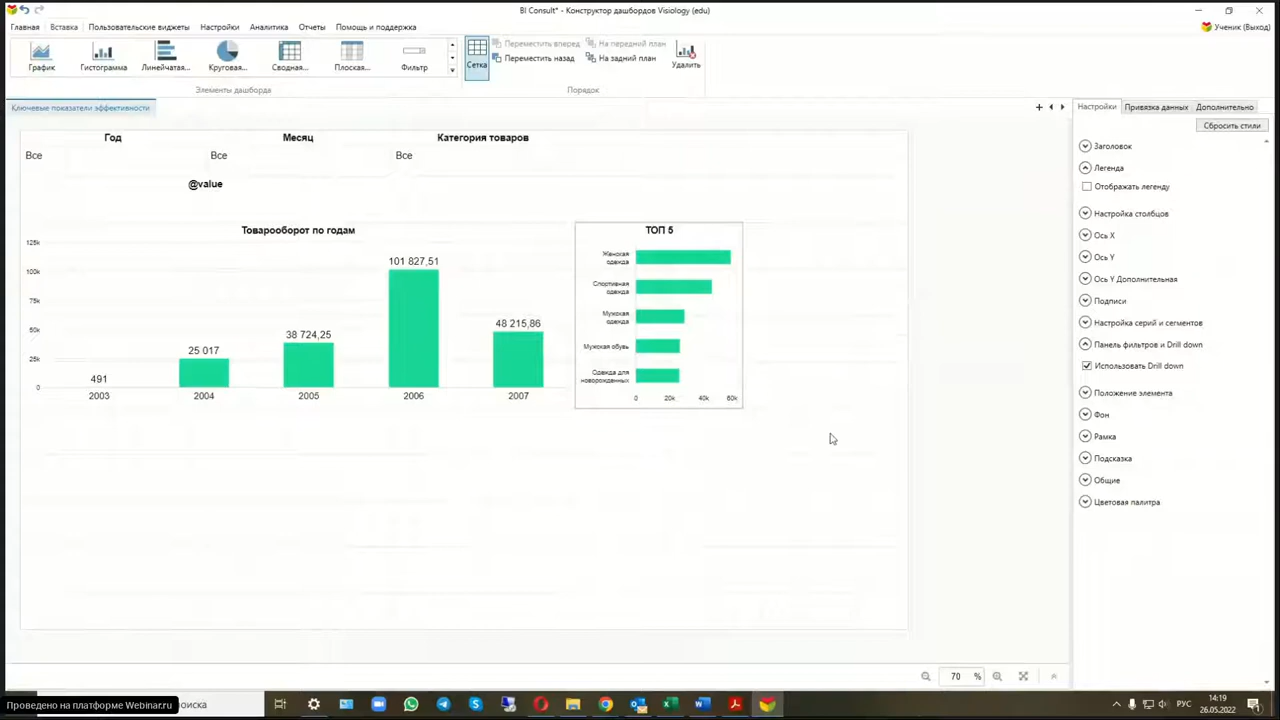 BI Consult* - Конструктор дашбордов Visiology (edu)
Главная Вставка Пользовательские виджеты Настройки Аналитика Отчеты Помощь и поддержка
Ученик (Выход)
График Гистограмма Линейчатая... Круговая... Сводная... Плоская... Фильтр
Сетка
Переместить вперед На передний план
Переместить назад На задний план
Удалить
Элементы дашборда Порядок
Ключевые показатели эффективности
Настройки Привязка данных Дополнительно
Сбросить стили
Год Месяц Категория товаров
Все Все Все
@value
Товарооборот по годам
125k
100k
75k
50k
25k
0
491
25 017
38 724,25
101 827,51
48 215,86
2003 2004 2005 2006 2007
ТОП 5
Женская
одежда
Спортивная
одежда
Мужская
одежда
Мужская обувь
Одежда для
новорожденных
0 20k 40k 60k
Заголовок
Легенда
Отображать легенду
Настройка столбцов
Ось X
Ось Y
Ось Y Дополнительная
Подписи
Настройка серий и сегментов
Панель фильтров и Drill down
Использовать Drill down
Положение элемента
Фон
Рамка
Подсказка
Общие
Цветовая палитра
70 %
Проведено на платформе Webinar.ru
оиска
РУС
14:19
26.05.2022